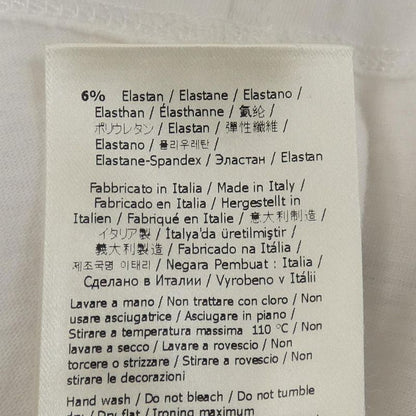 6% Elastan / Elastane / Elastano /
Elasthan / Élasthanne / 氨纶 /
ポリウレタン / Elastan / 彈性纖維 /
Elastano / 폴리우레탄 /
Elastane-Spandex / Эластан / Elastan
Fabbricato in Italia / Made in Italy /
Fabricado en Italia / Hergestellt in
Italien / Fabriqué en Italie / 意大利制造 /
イタリア製 / İtalya'da üretilmiştir /
義大利製造 / Fabricado na Itália /
제조국명 이태리 / Negara Pembuat : Italia /
Сделано в Италии / Vyrobeno v Itálii
Lavare a mano / Non trattare con cloro / Non
usare asciugatrice / Asciugare in piano /
Stirare a temperatura massima 110 °C / Non
lavare a secco / Lavare a rovescio / Non
torcere o strizzare / Stirare a rovescio / Non
stirare le decorazioni
Hand wash / Do not bleach / Do not tumble
dry / Dry flat / Ironing maximum